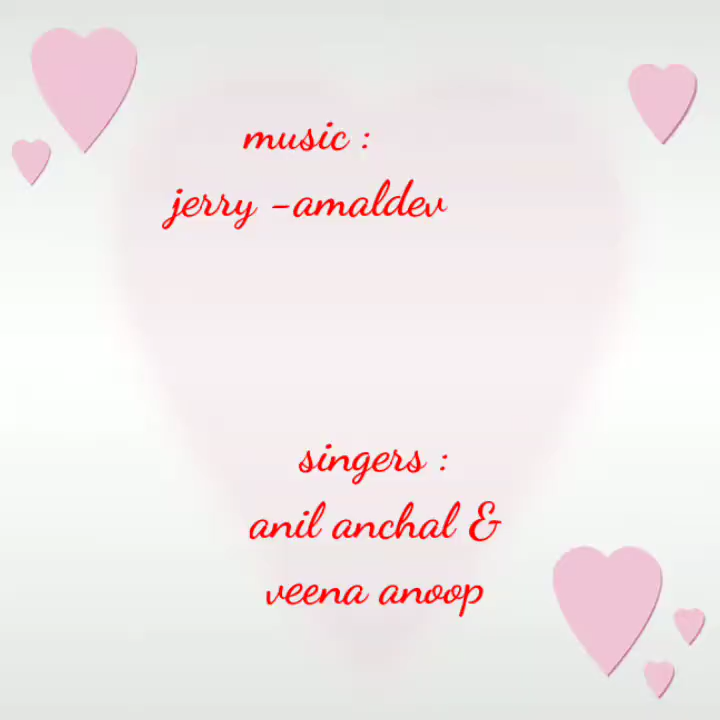 music :
jerry -amaldev
singers :
anil anchal &
veena anoop